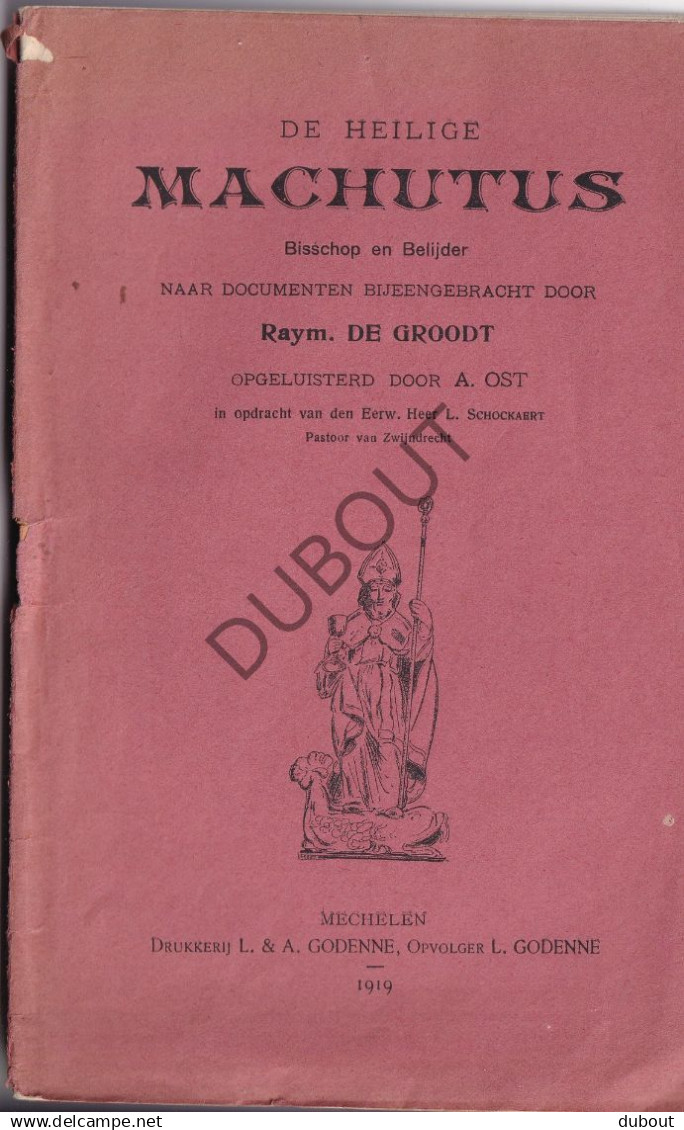 DE HEILIGE
MACHUTUS
Bisschop en Belijder
NAAR DOCUMENTEN BIJEENGEBRACHT DOOR
Raym. DE GROODT
OPGELUISTERD DOOR A. OST
in opdracht van den Eerw. Heer L. SCHOCKAERT
Pastoor van Zwijndrecht
DUBOUT
MECHELEN
DRUKKERIJ L. & A. GODENNE, OPVOLGER L. GODENNE
1919
delcampe.net
dubout